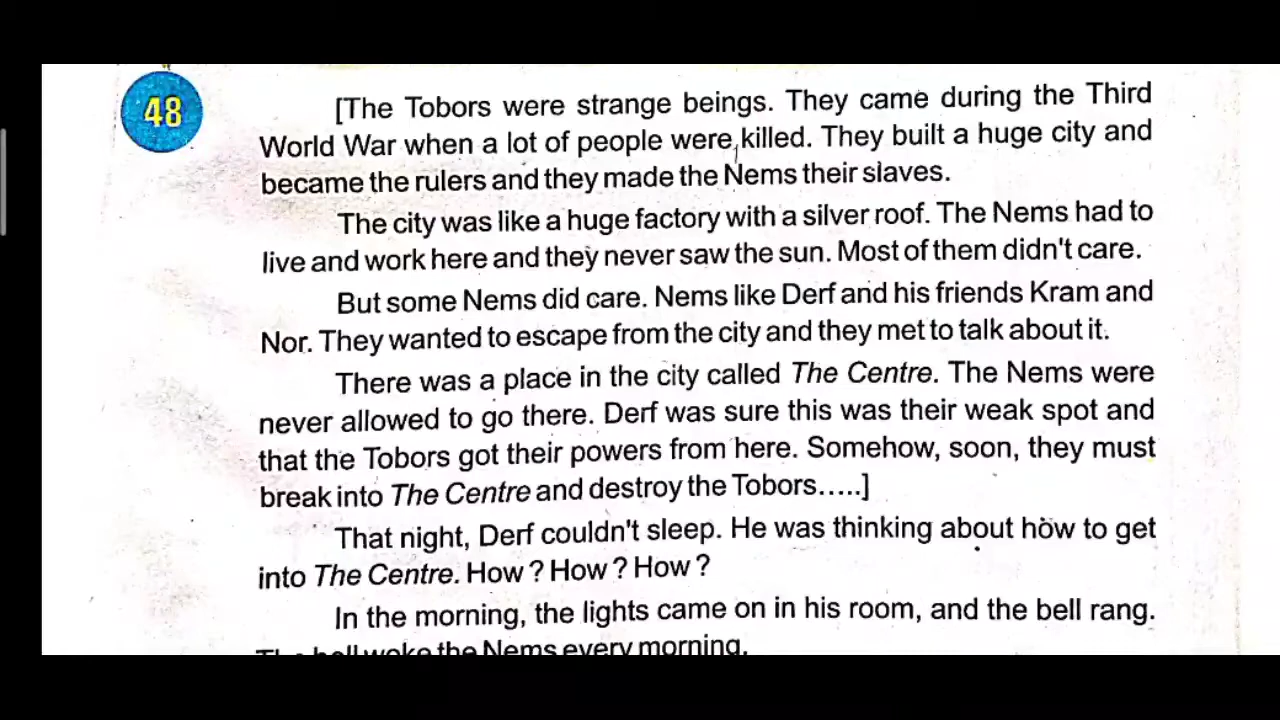 48
[The Tobors were strange beings. They came during the Third
World War when a lot of people were killed. They built a huge city and
became the rulers and they made the Nems their slaves.
The city was like a huge factory with a silver roof. The Nems had to
live and work here and they never saw the sun. Most of them didn't care.
But some Nems did care. Nems like Derf and his friends Kram and
Nor. They wanted to escape from the city and they met to talk about it.
There was a place in the city called The Centre. The Nems were
never allowed to go there. Derf was sure this was their weak spot and
that the Tobors got their powers from here. Somehow, soon, they must
break into The Centre and destroy the Tobors.....]
That night, Derf couldn't sleep. He was thinking about how to get
into The Centre. How ? How ? How ?
In the morning, the lights came on in his room, and the bell rang.
The bell woke the Nems every morning.